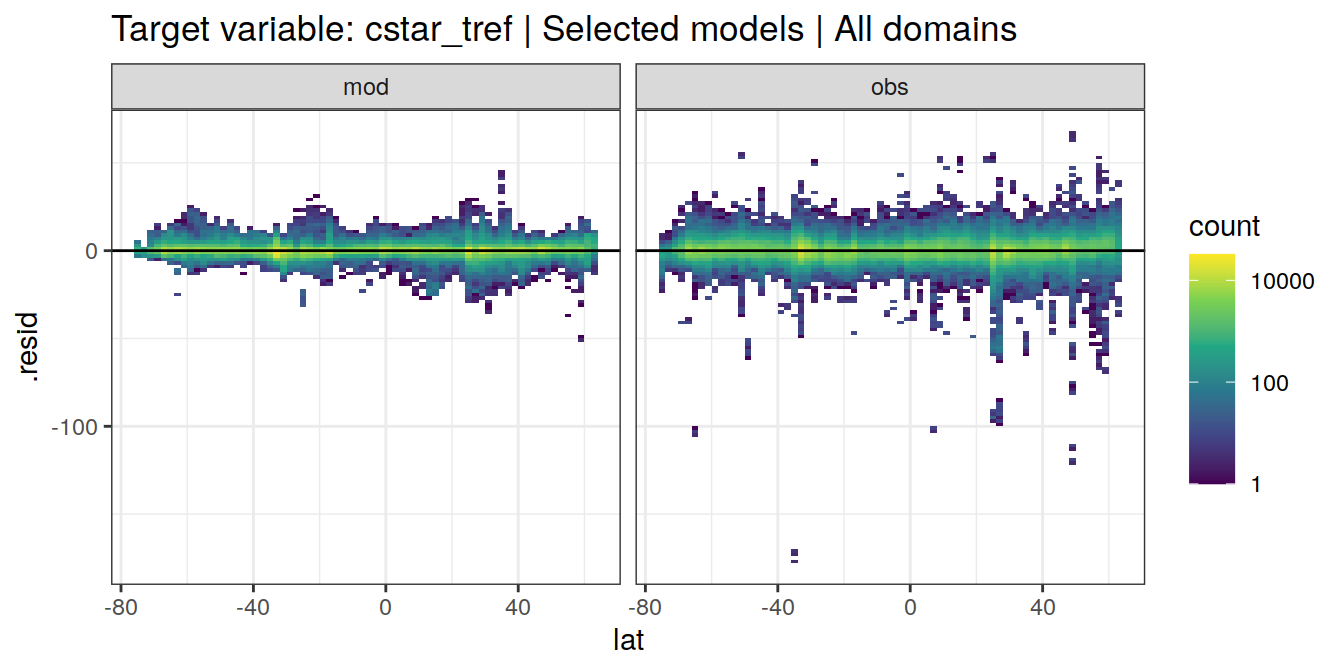 Target variable: cstar_tref | Selected models | All domains
mod
obs
.resid
0
-100
-80
-40
0
40
-80
-40
0
40
lat
count
10000
100
1